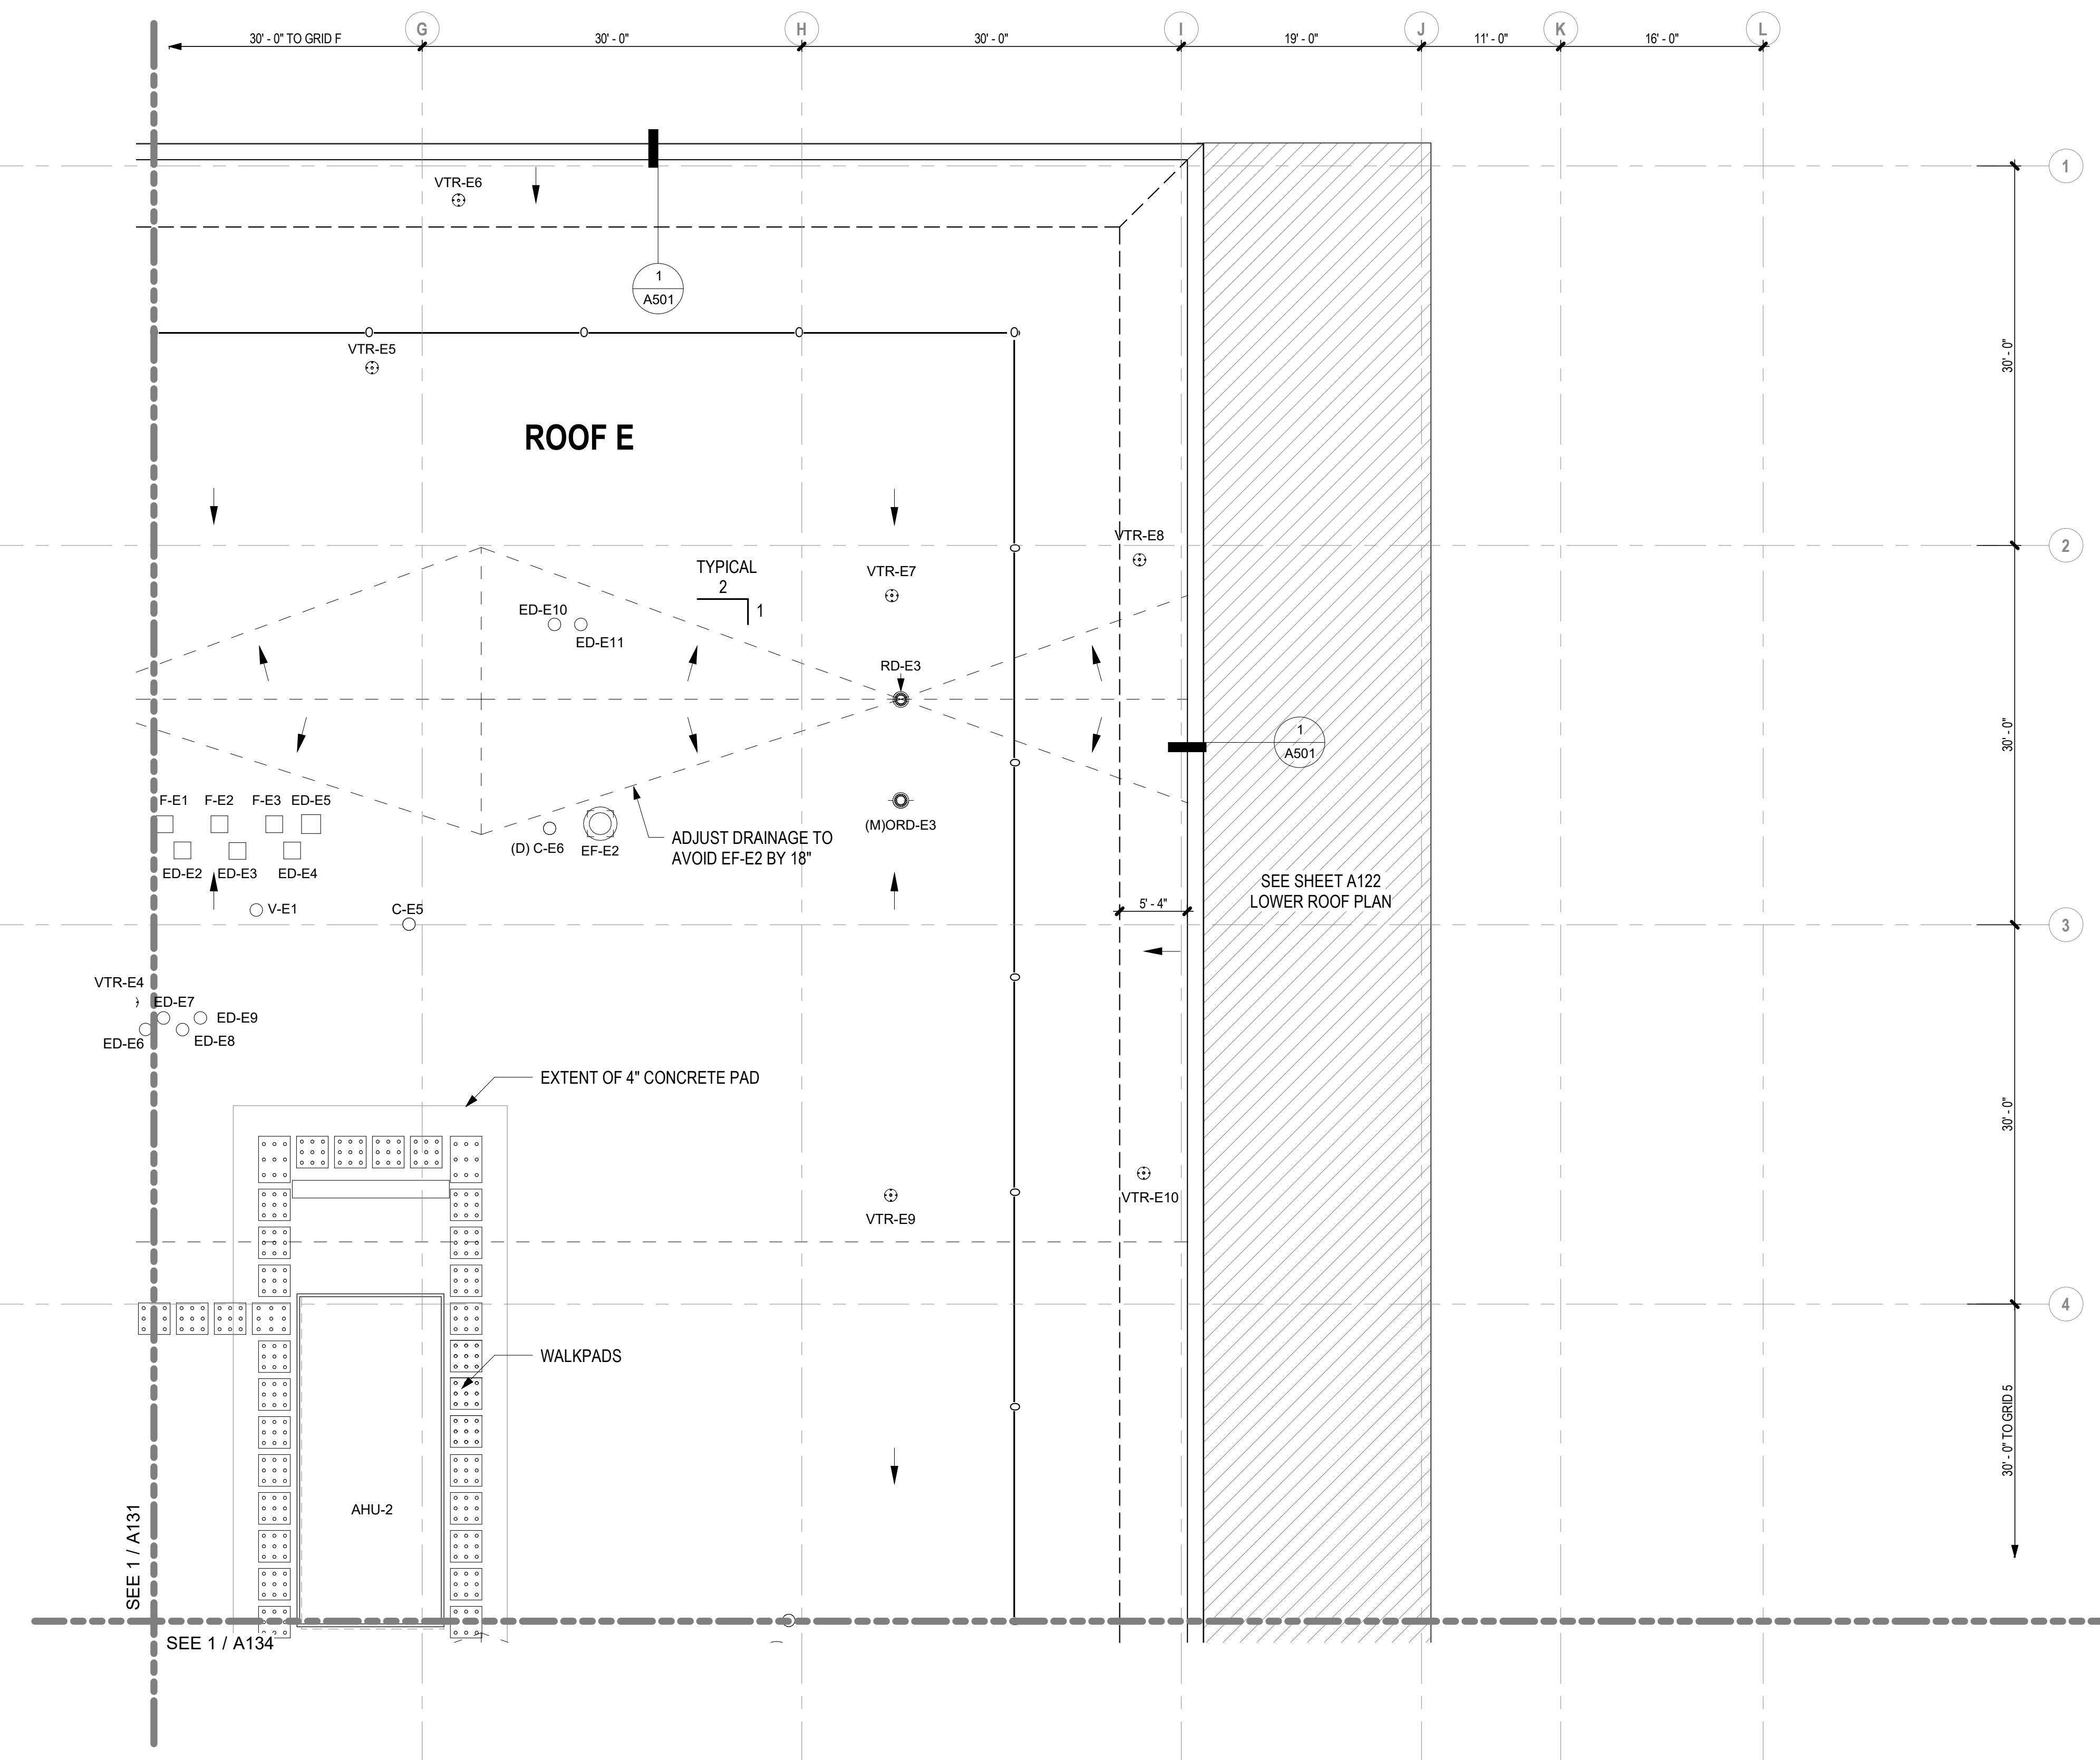 G
H
I
J
K
L
30' - 0" TO GRID F
30' - 0"
30' - 0"
19' - 0"
11' - 0"
16' - 0"
1
VTR-E6
1
A501
VTR-E5
30' - 0"
ROOF E
VTR-E8
2
TYPICAL
2
1
VTR-E7
ED-E10
ED-E11
RD-E3
1
A501
30' - 0"
F-E1
F-E2
F-E3
ED-E5
(M)ORD-E3
ADJUST DRAINAGE TO
AVOID EF-E2 BY 18"
(D) C-E6
EF-E2
ED-E2
ED-E3
ED-E4
SEE SHEET A122
LOWER ROOF PLAN
5' - 4"
V-E1
C-E5
3
VTR-E4
ED-E7
ED-E9
ED-E6
ED-E8
EXTENT OF 4" CONCRETE PAD
30' - 0"
VTR-E10
VTR-E9
4
WALKPADS
30' - 0" TO GRID 5
AHU-2
SEE 1 / A131
SEE 1 / A134